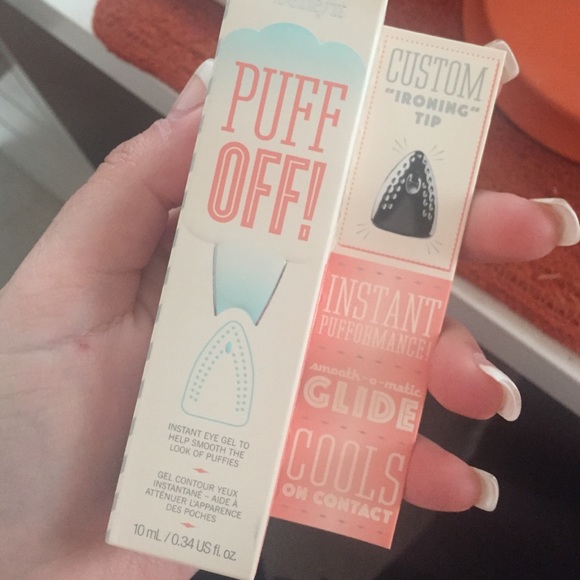 benefit
PUFF
OFF!
INSTANT EYE GEL TO
HELP SMOOTH THE
LOOK OF PUFFIES
GEL CONTOUR YEUX
INSTANTANÉ – AIDE À
ATTÉNUER L'APPARENCE
DES POCHES
10 mL / 0.34 US fl. oz.
CUSTOM
"IRONING"
TIP
INSTANT
PUFFORMANCE!
smooth-o-matic
GLIDE
COOLS
ON CONTACT